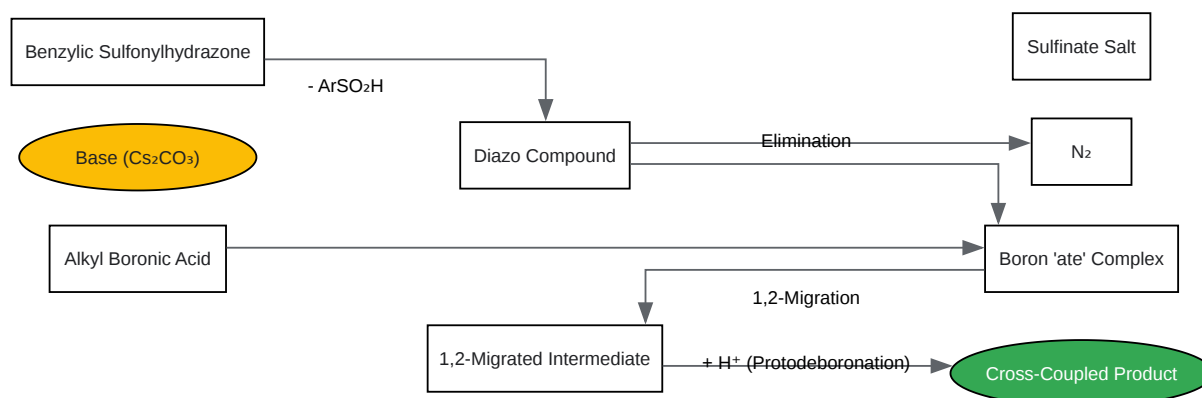 Benzylic Sulfonylhydrazone
Sulfinate Salt
- ArSO₂H
Base (Cs₂CO₃)
Diazo Compound
Elimination
N₂
Alkyl Boronic Acid
Boron 'ate' Complex
1,2-Migration
1,2-Migrated Intermediate
+ H⁺ (Protodeboronation)
Cross-Coupled Product